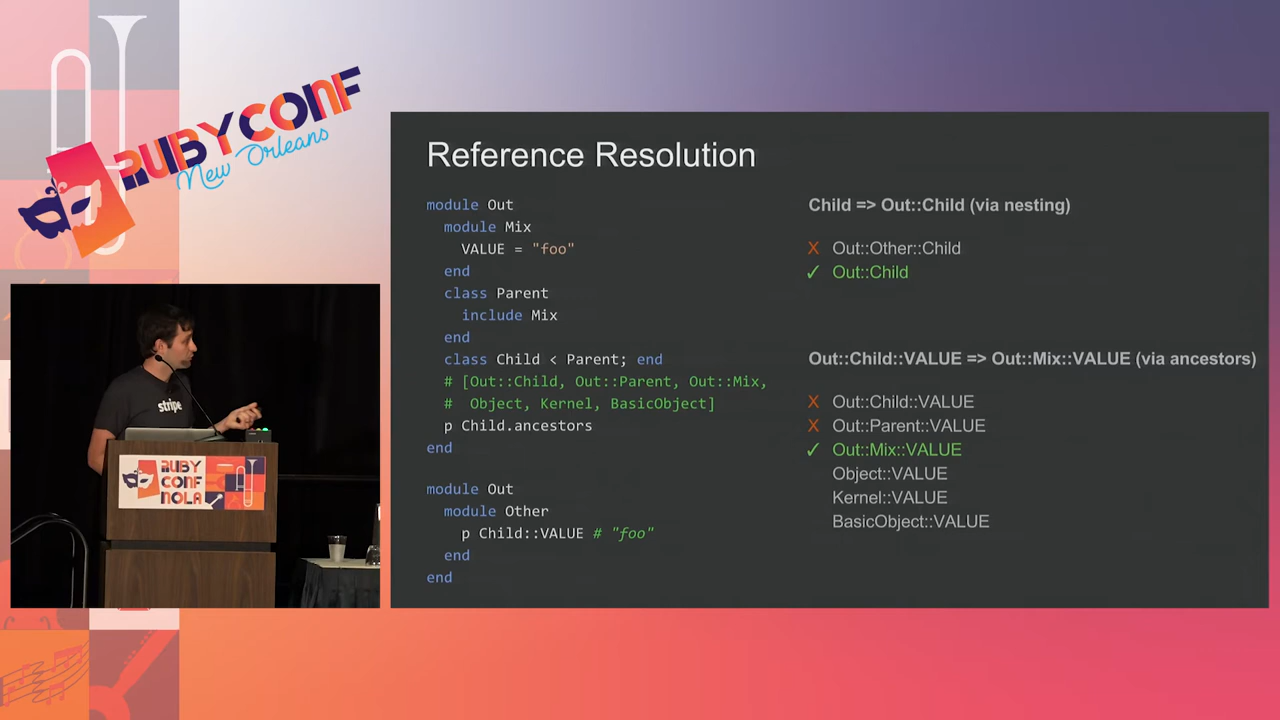 RUBYCONF
New Orleans
stripe
RUBY
CONF
NOLA
Reference Resolution
module Out
module Mix
VALUE = "foo"
end
class Parent
include Mix
end
class Child < Parent; end
# [Out::Child, Out::Parent, Out::Mix,
# Object, Kernel, BasicObject]
p Child.ancestors
end
module Out
module Other
p Child::VALUE # "foo"
end
end
Child => Out::Child (via nesting)
X Out::Other::Child
✓ Out::Child
Out::Child::VALUE => Out::Mix::VALUE (via ancestors)
X Out::Child::VALUE
X Out::Parent::VALUE
✓ Out::Mix::VALUE
Object::VALUE
Kernel::VALUE
BasicObject::VALUE